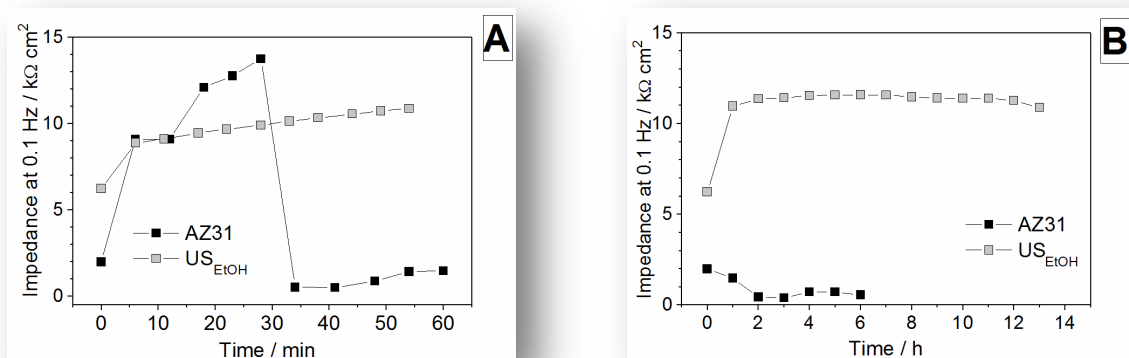 A
Impedance at 0.1 Hz / kΩ cm²
15
10
5
0
AZ31
US_EtOH
0 10 20 30 40 50 60
Time / min
B
Impedance at 0.1 Hz / kΩ cm²
15
10
5
0
AZ31
US_EtOH
0 2 4 6 8 10 12 14
Time / h